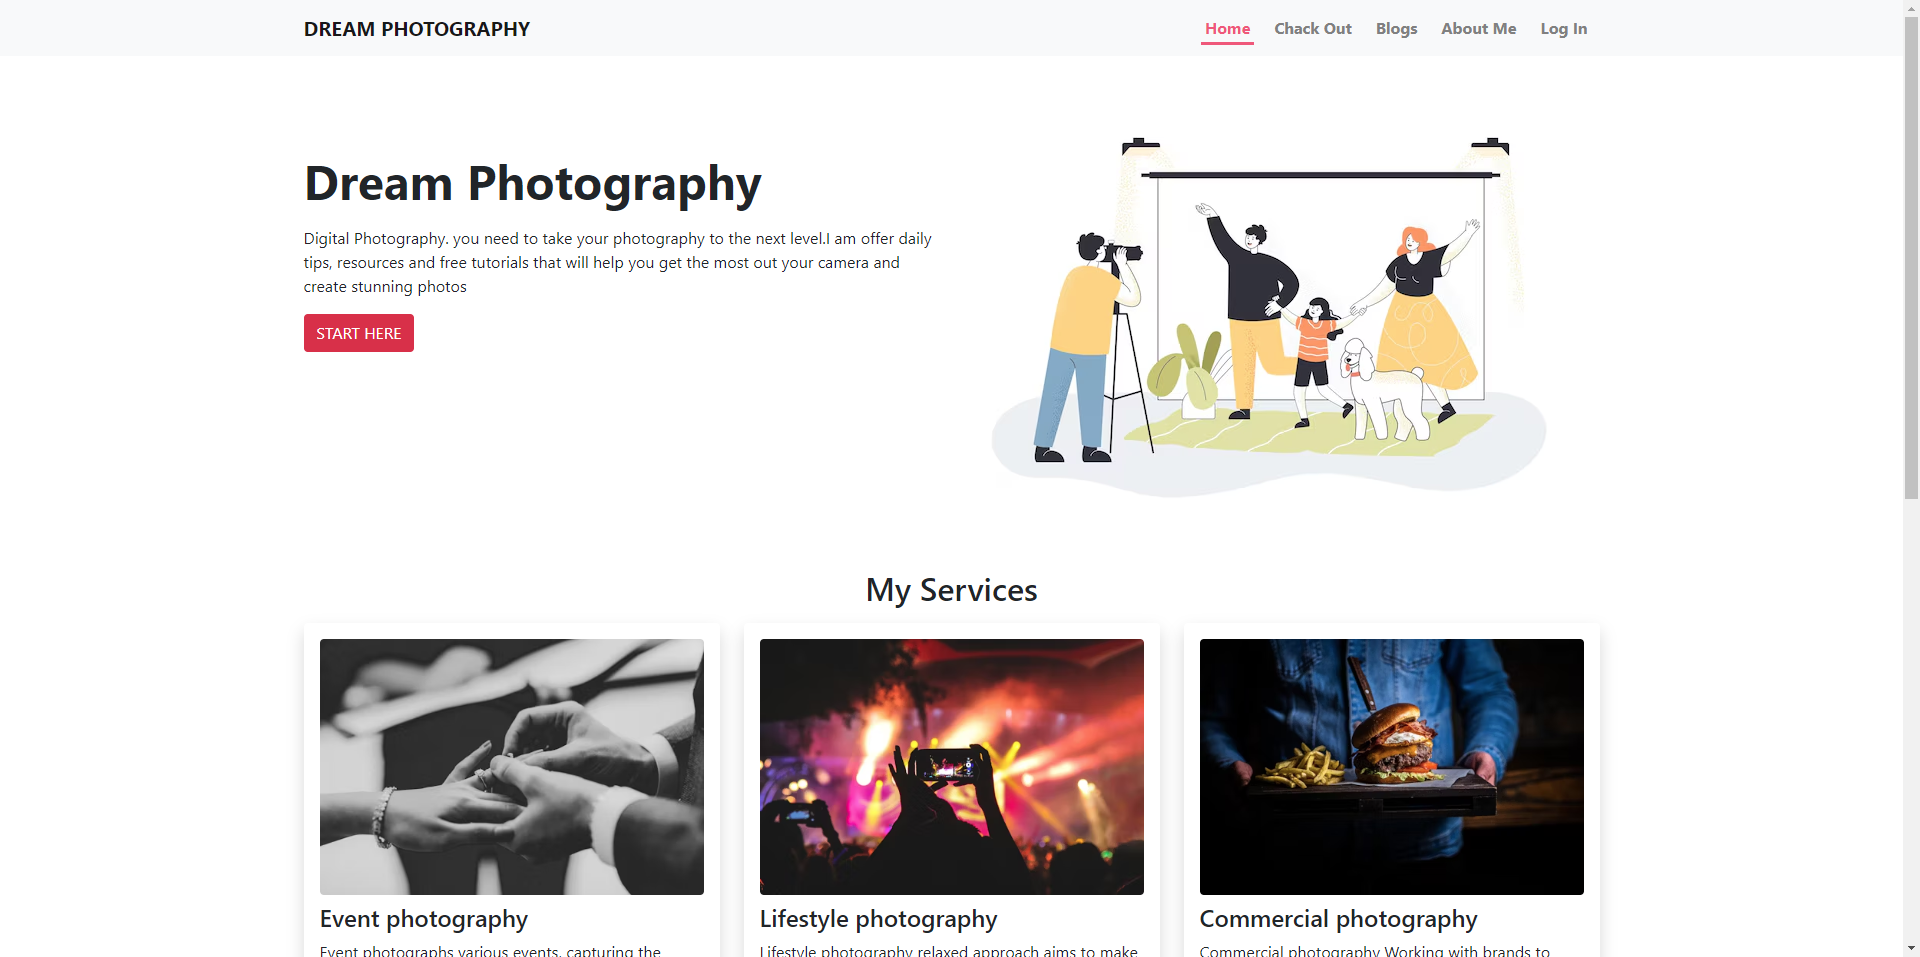 DREAM PHOTOGRAPHY
Home Chack Out Blogs About Me Log In
Dream Photography
Digital Photography. you need to take your photography to the next level.I am offer daily
tips, resources and free tutorials that will help you get the most out your camera and
create stunning photos
START HERE
My Services
Event photography
Event photographs various events, capturing the
Lifestyle photography
Lifestyle photography relaxed approach aims to make
Commercial photography
Commercial photography Working with brands to